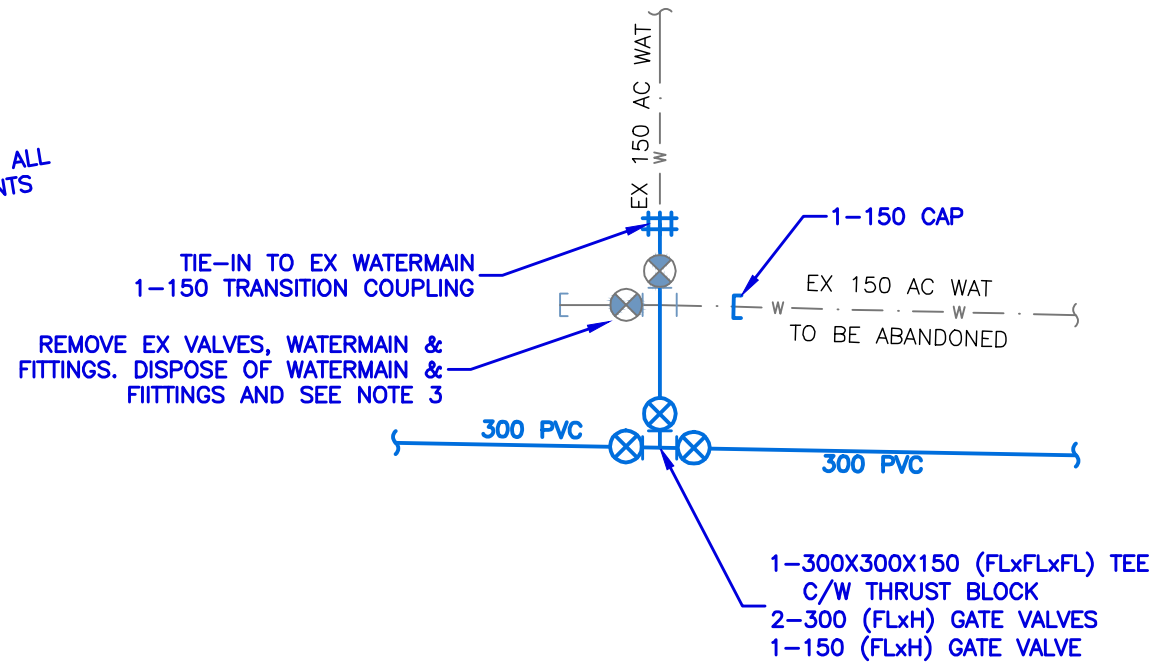 EX 150 AC WAT
W
ALL
1-150 CAP
TIE-IN TO EX WATERMAIN
1-150 TRANSITION COUPLING
EX 150 AC WAT
W
W
TO BE ABANDONED
REMOVE EX VALVES, WATERMAIN &
FITTINGS. DISPOSE OF WATERMAIN &
FIITTINGS AND SEE NOTE 3
300 PVC
300 PVC
1-300X300X150 (FLxFLxFL) TEE
C/W THRUST BLOCK
2-300 (FLxH) GATE VALVES
1-150 (FLxH) GATE VALVE